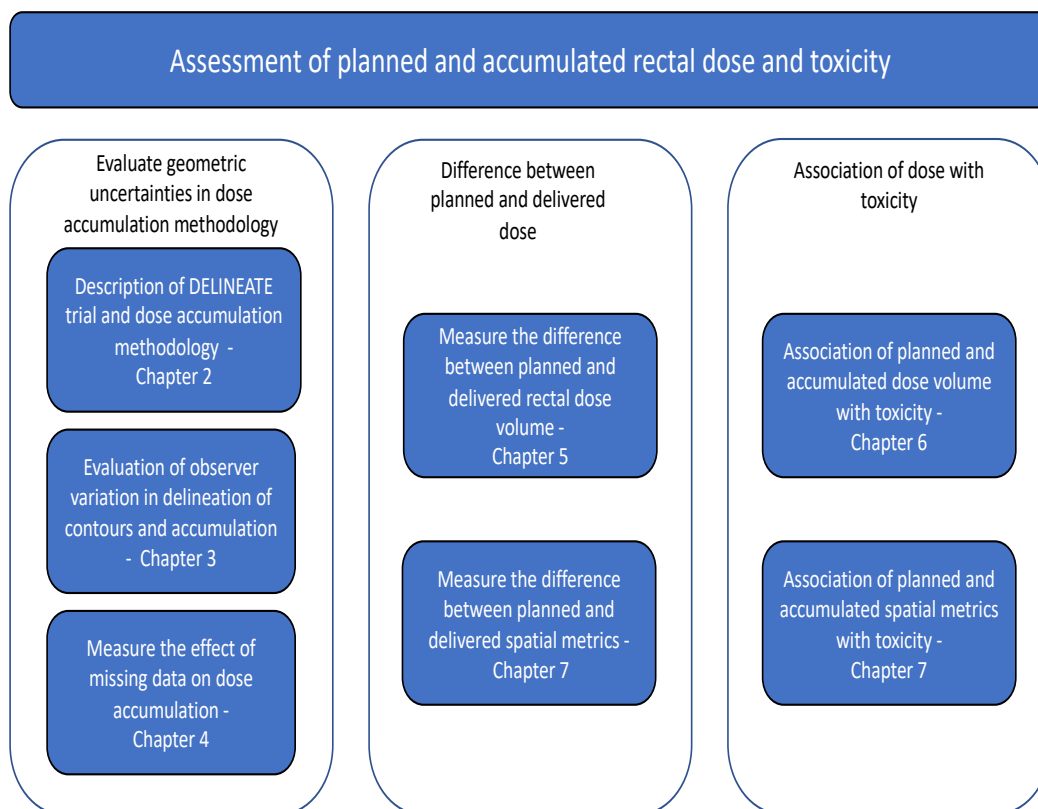 Assessment of planned and accumulated rectal dose and toxicity
Evaluate geometric
uncertainties in dose
accumulation methodology
Description of DELINEATE
trial and dose accumulation
methodology -
Chapter 2
Evaluation of observer
variation in delineation of
contours and accumulation
- Chapter 3
Measure the effect of
missing data on dose
accumulation -
Chapter 4
Difference between
planned and delivered
dose
Measure the difference
between planned and
delivered rectal dose
volume -
Chapter 5
Measure the difference
between planned and
delivered spatial metrics -
Chapter 7
Association of dose with
toxicity
Association of planned and
accumulated dose volume
with toxicity -
Chapter 6
Association of planned and
accumulated spatial metrics
with toxicity -
Chapter 7